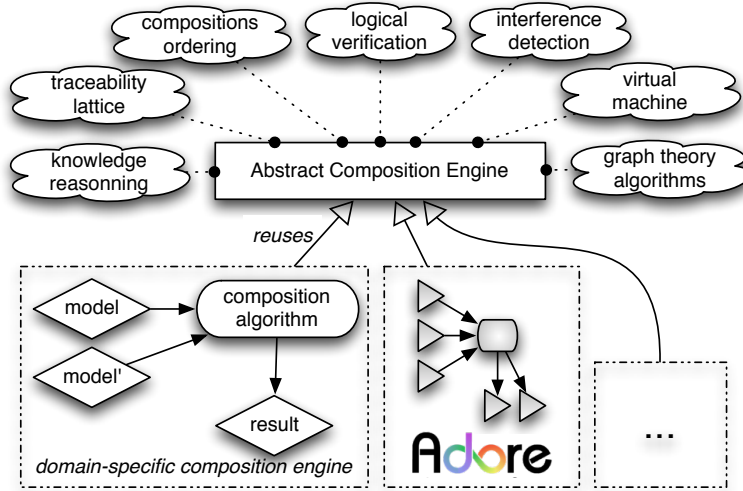 compositions
ordering
logical
verification
interference
detection
traceability
lattice
virtual
machine
knowledge
reasonning
Abstract Composition Engine
graph theory
algorithms
reuses
model
composition
algorithm
model'
result
domain-specific composition engine
Adore
...